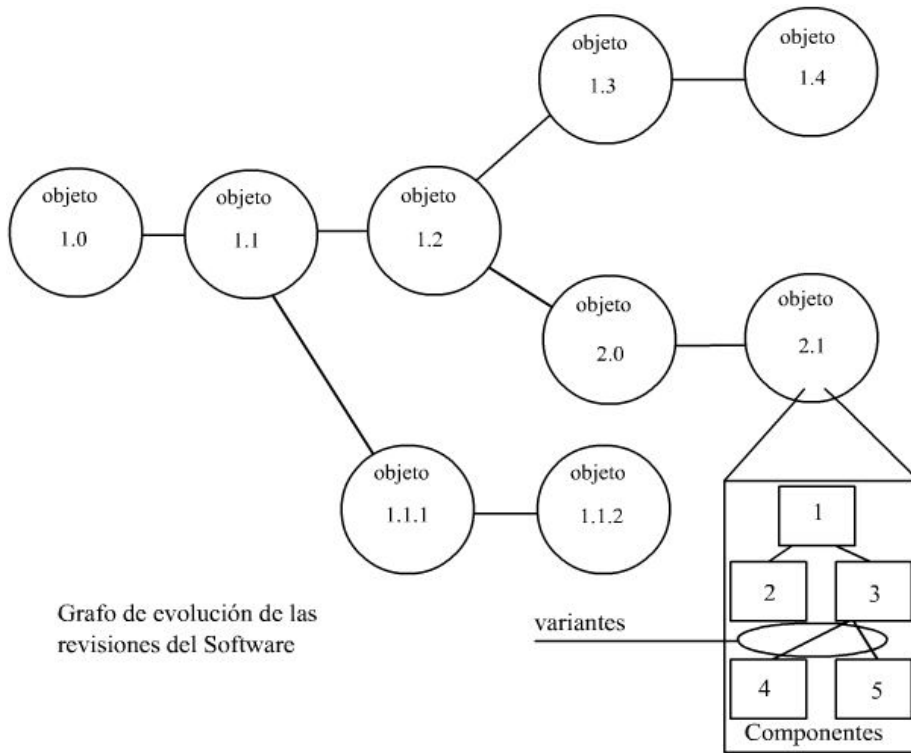 objeto
1.3
objeto
1.4
objeto
1.0
objeto
1.1
objeto
1.2
objeto
2.0
objeto
2.1
objeto
1.1.1
objeto
1.1.2
1
2
3
4
5
Componentes
variantes
Grafo de evolución de las
revisiones del Software